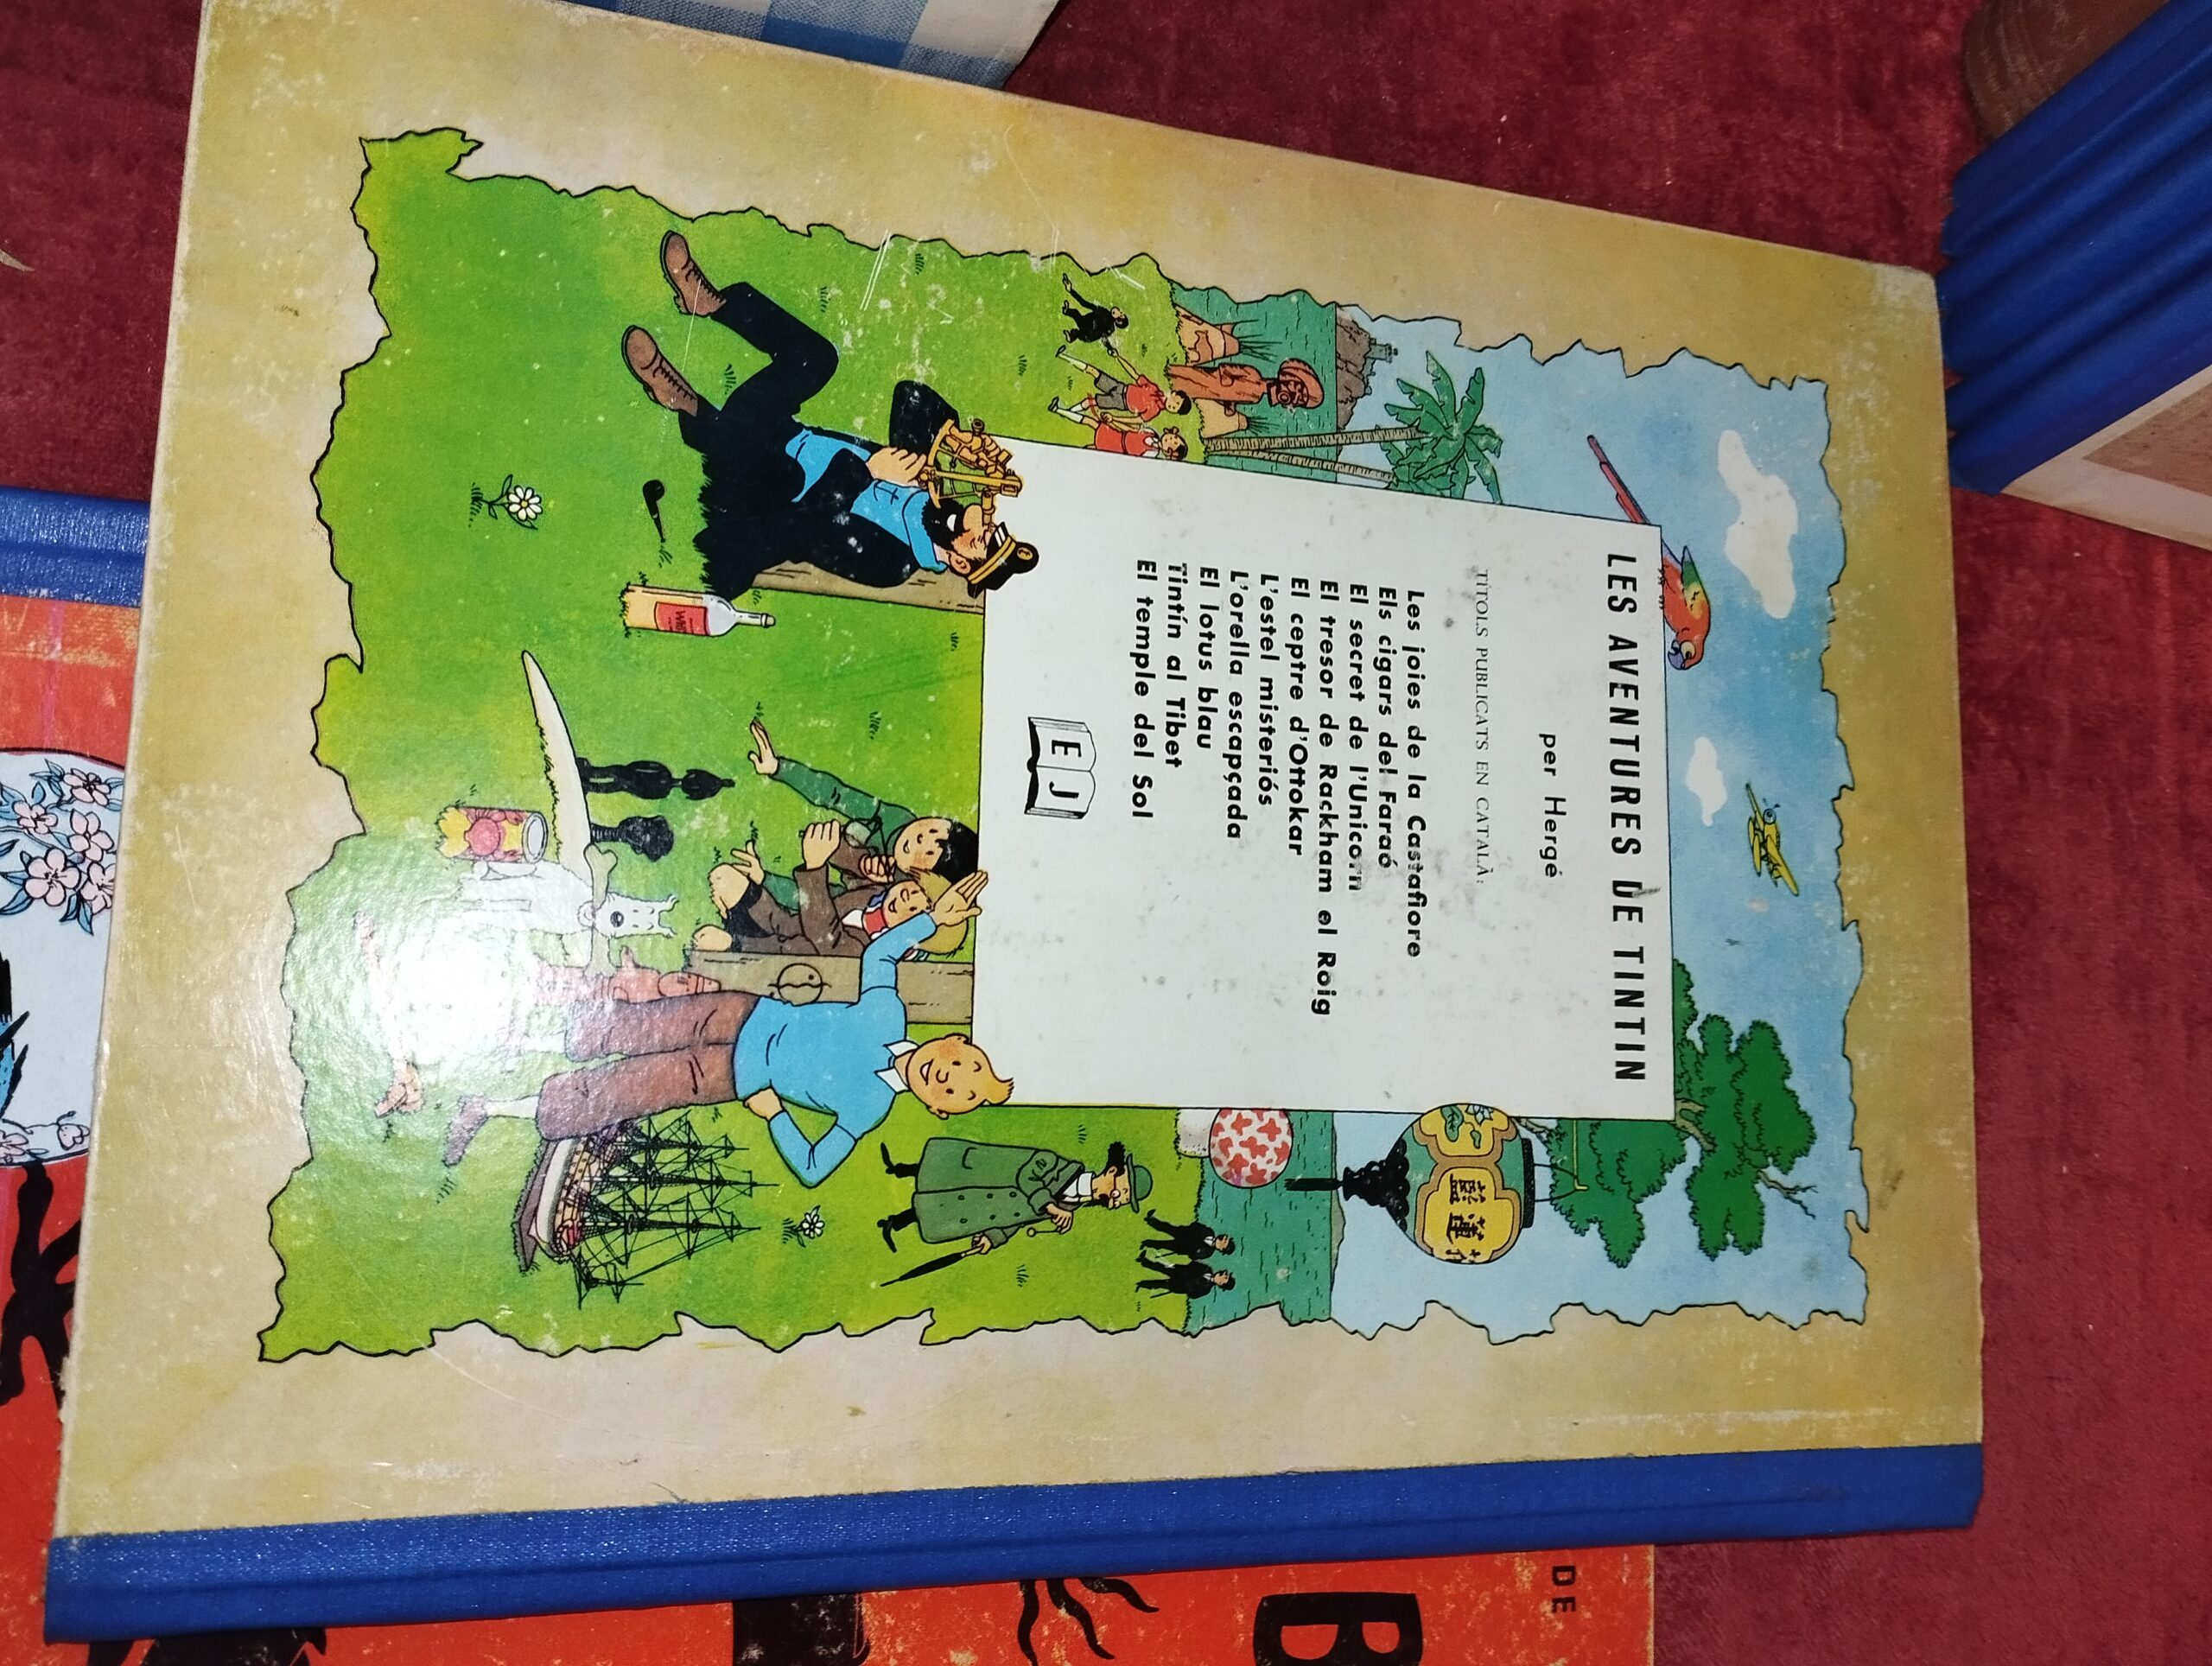 LES AVENTURES DE TINTIN
per Hergé
TÍTOLS PUBLICATS EN CATALÀ:
Les joies de la Castafiore
Els cigars del Faraó
El secret de l'Unicorn
El tresor de Rackham el Roig
El ceptre d'Ottokar
L'estel misteriós
L'orella escapçada
El lotus blau
Tintín al Tibet
El temple del Sol
E J
藍蓮
DE
B